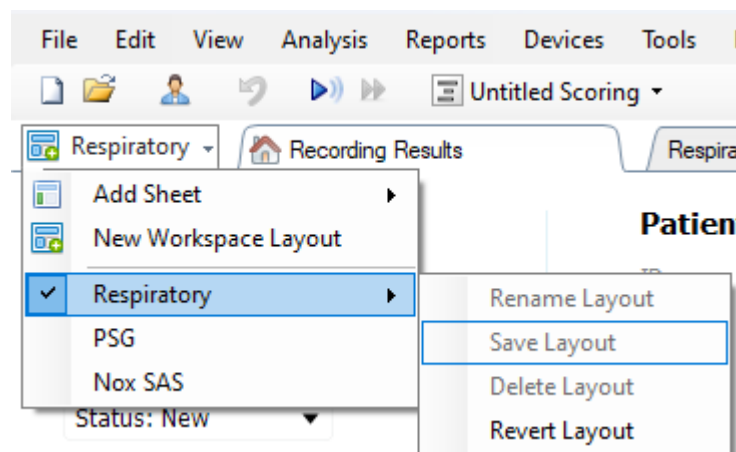 File Edit View Analysis Reports Devices Tools
Untitled Scoring
Respiratory Recording Results Respira
Add Sheet
New Workspace Layout
Patien
Respiratory
PSG
Nox SAS
Rename Layout
Save Layout
Delete Layout
Revert Layout
Status: New